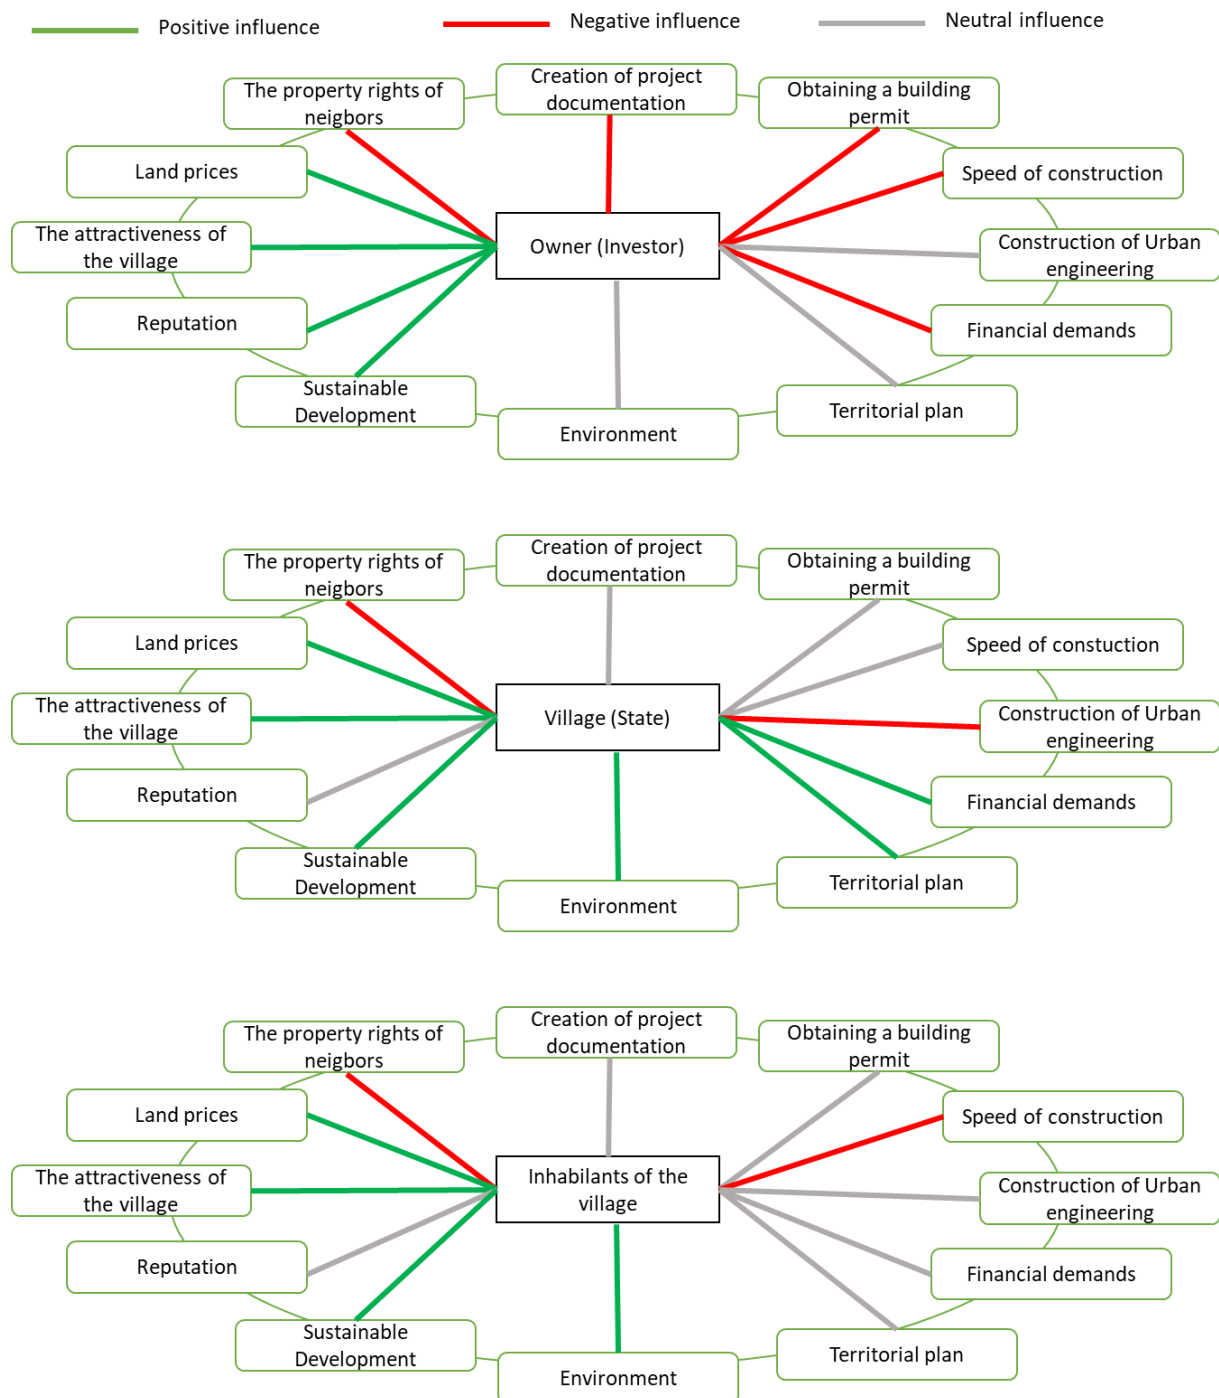 Positive influence
Negative influence
Neutral influence
The property rights of
neigbors
Creation of project
documentation
Obtaining a building
permit
Land prices
Speed of construction
The attractiveness of
the village
Owner (Investor)
Construction of Urban
engineering
Reputation
Financial demands
Sustainable
Development
Environment
Territorial plan
The property rights of
neigbors
Creation of project
documentation
Obtaining a building
permit
Land prices
Speed of constuction
The attractiveness of
the village
Village (State)
Construction of Urban
engineering
Reputation
Financial demands
Sustainable
Development
Environment
Territorial plan
The property rights of
neigbors
Creation of project
documentation
Obtaining a building
permit
Land prices
Speed of construction
The attractiveness of
the village
Inhabilants of the
village
Construction of Urban
engineering
Reputation
Financial demands
Sustainable
Development
Environment
Territorial plan